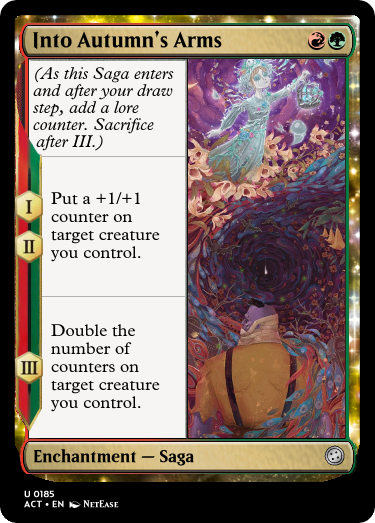 Into Autumn's Arms
(As this Saga enters
and after your draw
step, add a lore
counter. Sacrifice
after III.)
I
II
Put a +1/+1
counter on
target creature
you control.
III
Double the
number of
counters on
target creature
you control.
Enchantment — Saga
U 0185
ACT • EN NETEASE